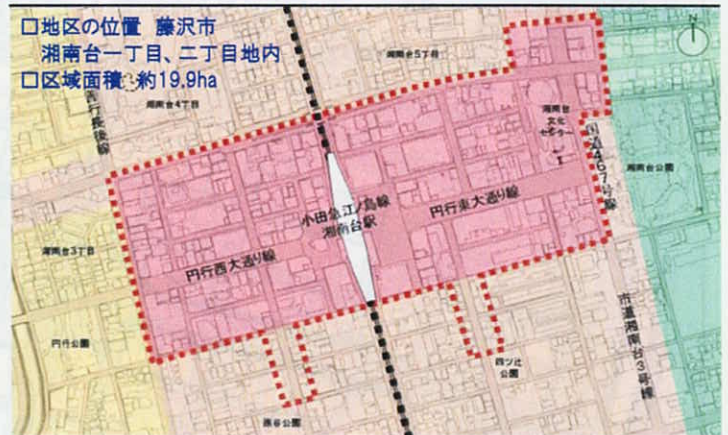 □地区の位置 藤沢市
湘南台一丁目、二丁目地内
□区域面積 約19.9ha
N
湘南台5丁目
湘南台4丁目
善行長後線
湘南台文化センター
国道467号線
湘南台公園
小田急江ノ島線
湘南台駅
円行東大通り線
円行西大通り線
湘南台3丁目
円行公園
市道湘南台3号線
四ツ辻公園